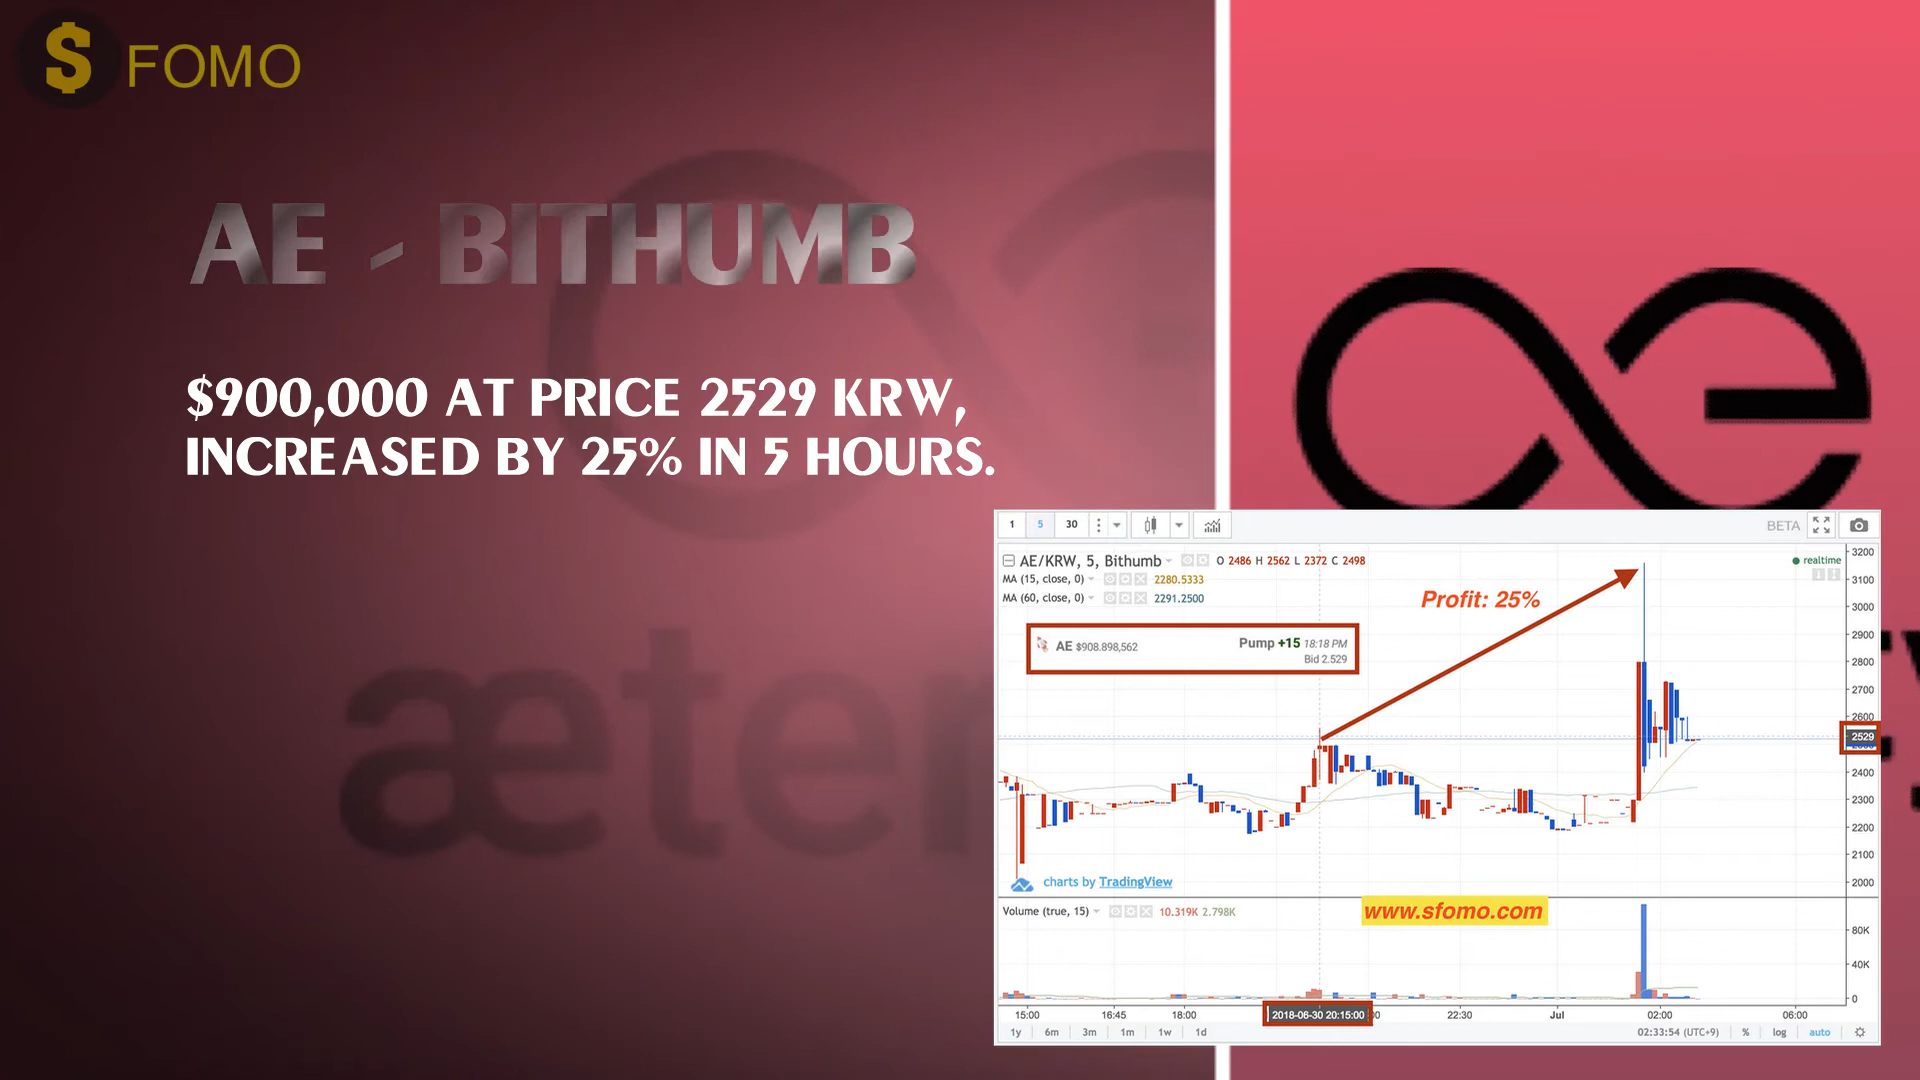 $ FOMO
AE - BITHUMB
$900,000 AT PRICE 2529 KRW,
INCREASED BY 25% IN 5 HOURS.
æter
1 5 30 BETA
AE/KRW, 5, Bithumb O 2486 H 2562 L 2372 C 2498 realtime
MA (15, close, 0) 2280.5333
MA (60, close, 0) 2291.2500
Profit: 25%
AE $908.898,562 Pump +15 18:18 PM
Bid 2.529
3200
3100
3000
2900
2800
2700
2600
2529
2400
2300
2200
2100
2000
charts by TradingView
Volume (true, 15) 10.319K 2.798K
www.sfomo.com
80K
40K
0
15:00 16:45 18:00 2018-06-30 20:15:00 22:30 Jul 02:00 06:00
1y 6m 3m 1m 1w 1d 02:33:54 (UTC+9) % log auto